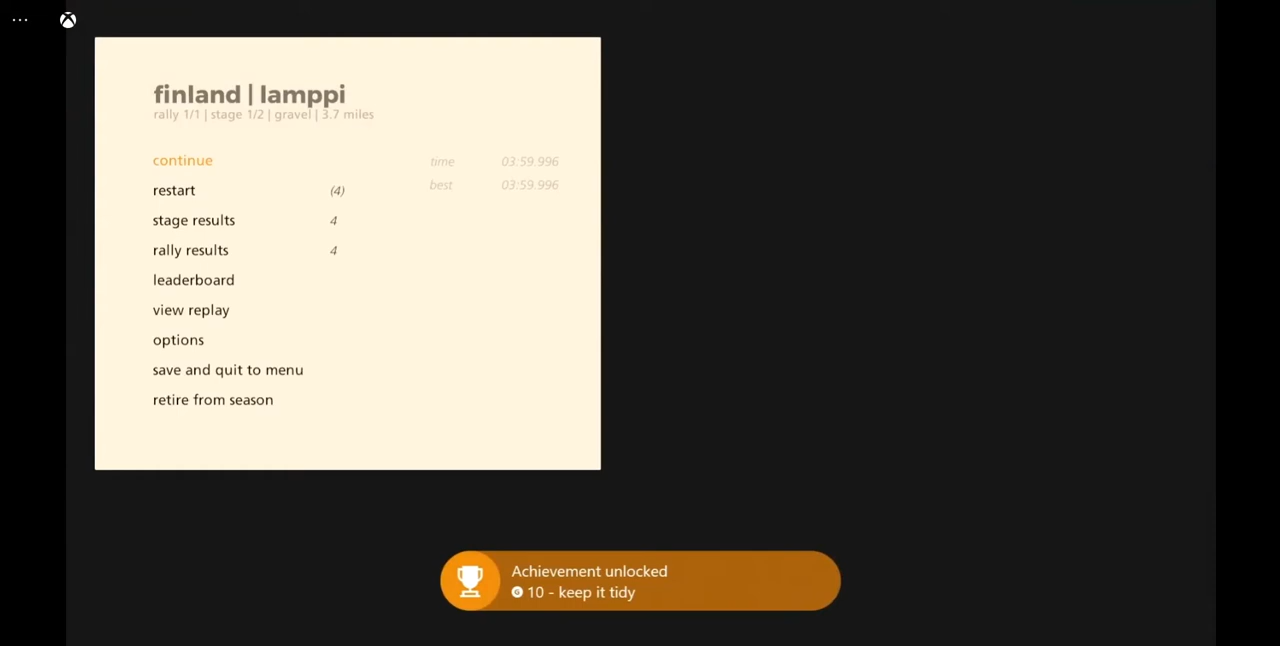 finland | lamppi
rally 1/1 | stage 1/2 | gravel | 3.7 miles
continue
time 03:59.996
best 03:59.996
restart (4)
stage results 4
rally results 4
leaderboard
view replay
options
save and quit to menu
retire from season
Achievement unlocked
G 10 - keep it tidy